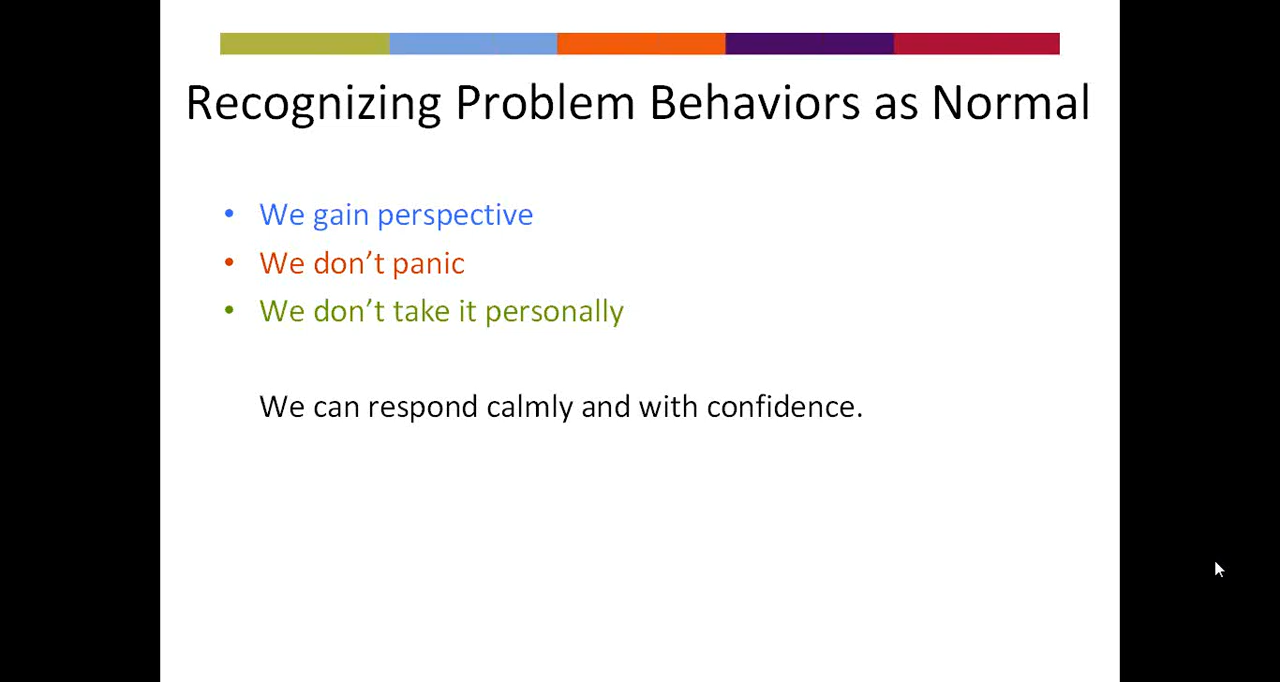 Recognizing Problem Behaviors as Normal
• We gain perspective
• We don’t panic
• We don’t take it personally
We can respond calmly and with confidence.